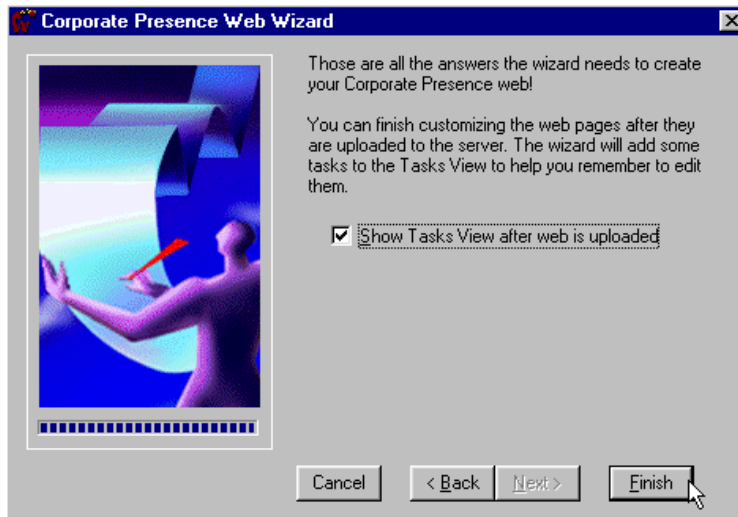 Corporate Presence Web Wizard
Those are all the answers the wizard needs to create
your Corporate Presence web!
You can finish customizing the web pages after they
are uploaded to the server. The wizard will add some
tasks to the Tasks View to help you remember to edit
them.
Show Tasks View after web is uploaded
Cancel
< Back
Next >
Finish